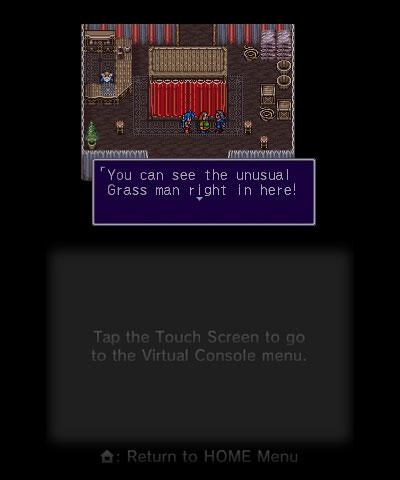 「You can see the unusual
Grass man right in here!
Tap the Touch Screen to go
to the Virtual Console menu.
: Return to HOME Menu